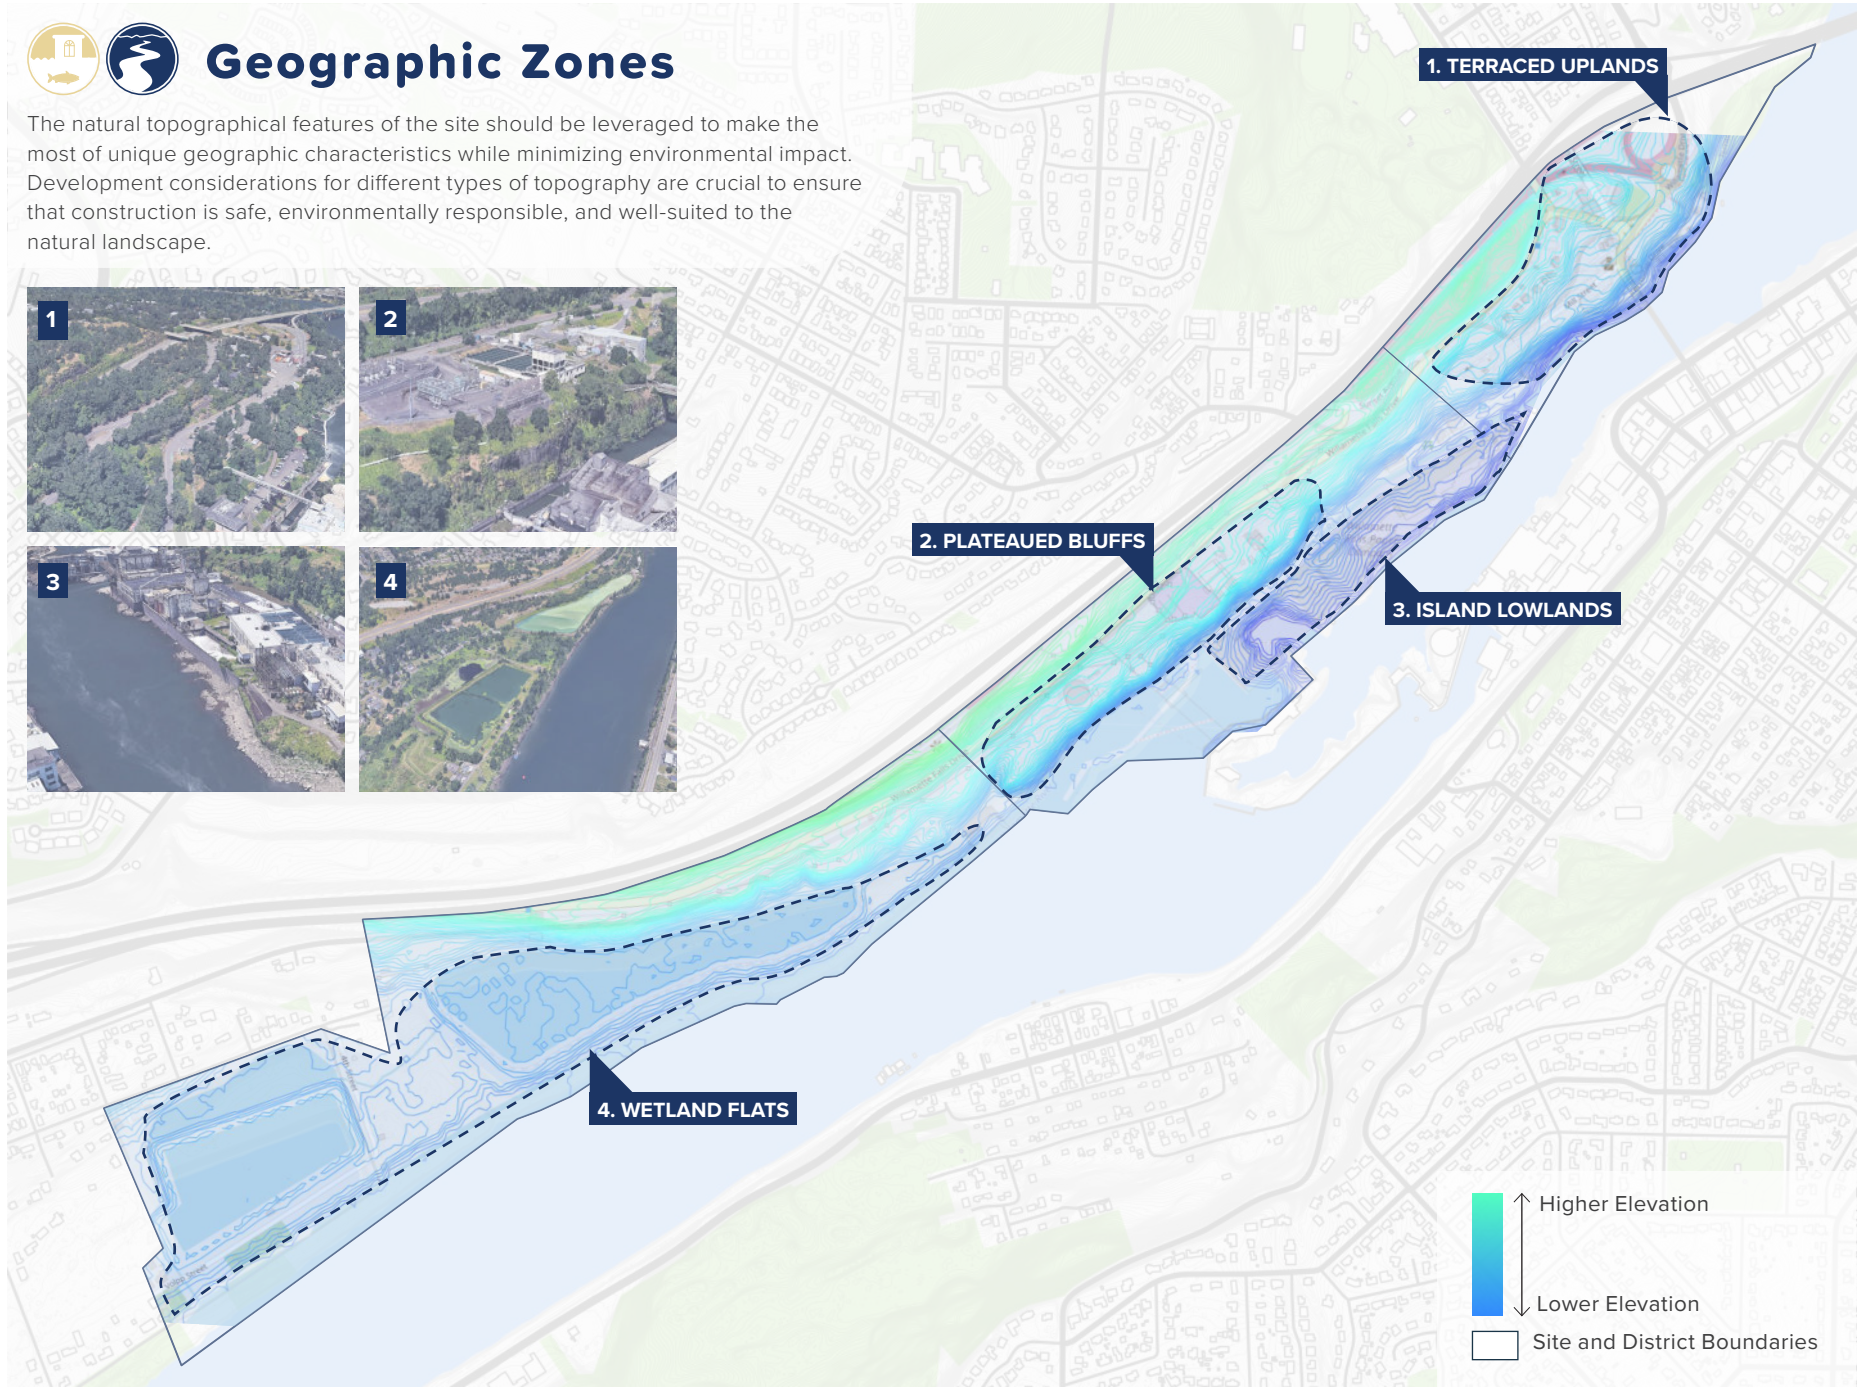 Geographic Zones
The natural topographical features of the site should be leveraged to make the
most of unique geographic characteristics while minimizing environmental impact.
Development considerations for different types of topography are crucial to ensure
that construction is safe, environmentally responsible, and well-suited to the
natural landscape.
1
2
3
4
1. TERRACED UPLANDS
2. PLATEAUED BLUFFS
3. ISLAND LOWLANDS
4. WETLAND FLATS
Higher Elevation
Lower Elevation
Site and District Boundaries